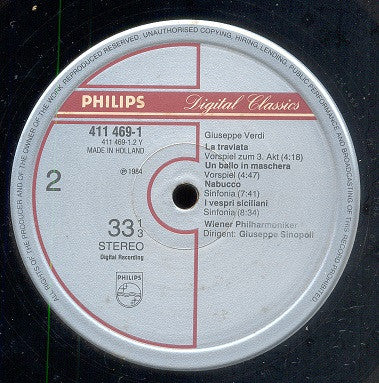 ALL RIGHTS OF THE PRODUCER AND OF THE OWNER OF THE WORK REPRODUCED RESERVED. UNAUTHORISED COPYING, HIRING, LENDING, PUBLIC PERFORMANCE AND BROADCASTING OF THIS RECORD PROHIBITED
PHILIPS Digital Classics
411 469-1
411 469-1.2 Y
MADE IN HOLLAND
℗ 1984
2
33 1/3
STEREO
Digital Recording
PHILIPS
Giuseppe Verdi
La traviata
Vorspiel zum 3. Akt (4:18)
Un ballo in maschera
Vorspiel (4:47)
Nabucco
Sinfonia (7:41)
I vespri siciliani
Sinfonia (8:34)
Wiener Philharmoniker
Dirigent: Giuseppe Sinopoli